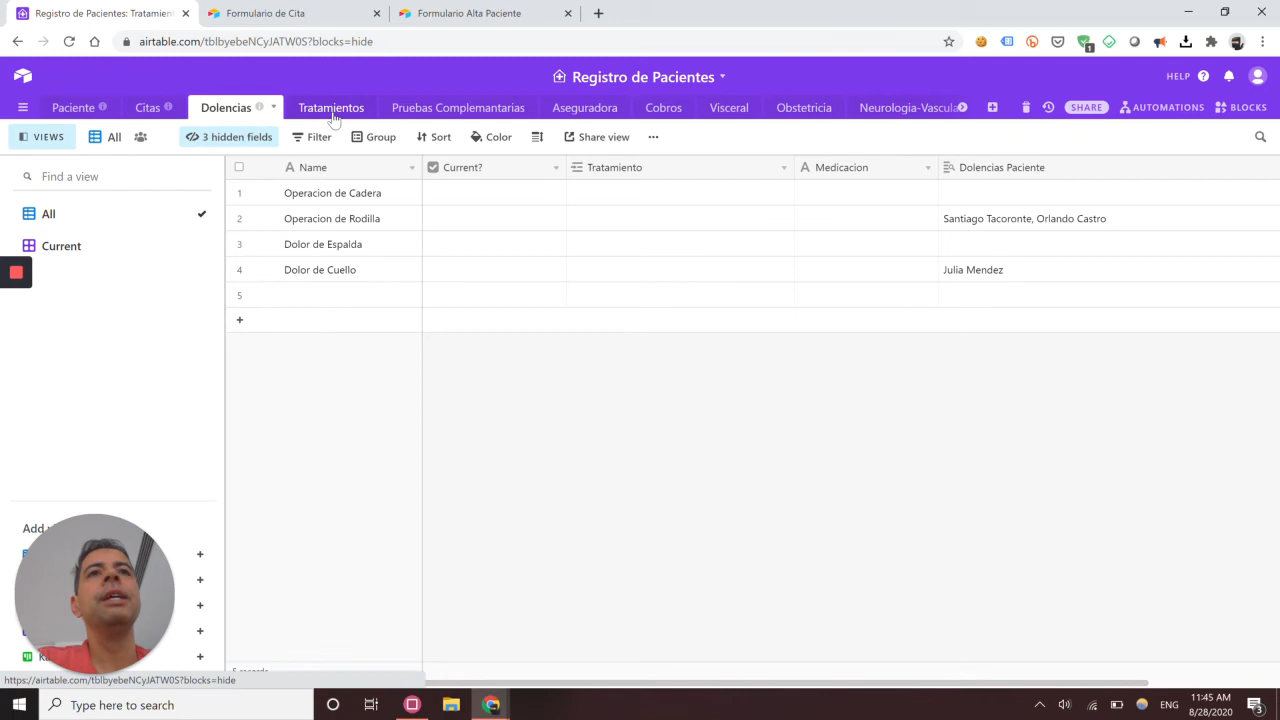 Registro de Pacientes: Tratamien
Formulario de Cita
Formulario Alta Paciente
airtable.com/tblbyebeNCyJATW0S?blocks=hide
1
Registro de Pacientes
HELP
Paciente
Citas
Dolencias
Tratamientos
Pruebas Complementarias
Aseguradora
Cobros
Visceral
Obstetricia
Neurologia-Vascula
SHARE
AUTOMATIONS
BLOCKS
VIEWS
All
3 hidden fields
Filter
Group
Sort
Color
Share view
Find a view
All
Current
Name
Current?
Tratamiento
Medicacion
Dolencias Paciente
1 Operacion de Cadera
2 Operacion de Rodilla Santiago Tacoronte, Orlando Castro
3 Dolor de Espalda
4 Dolor de Cuello Julia Mendez
5
Add
5 records
https://airtable.com/tblbyebeNCyJATW0S?blocks=hide
Type here to search
ENG
11:45 AM
8/28/2020
3